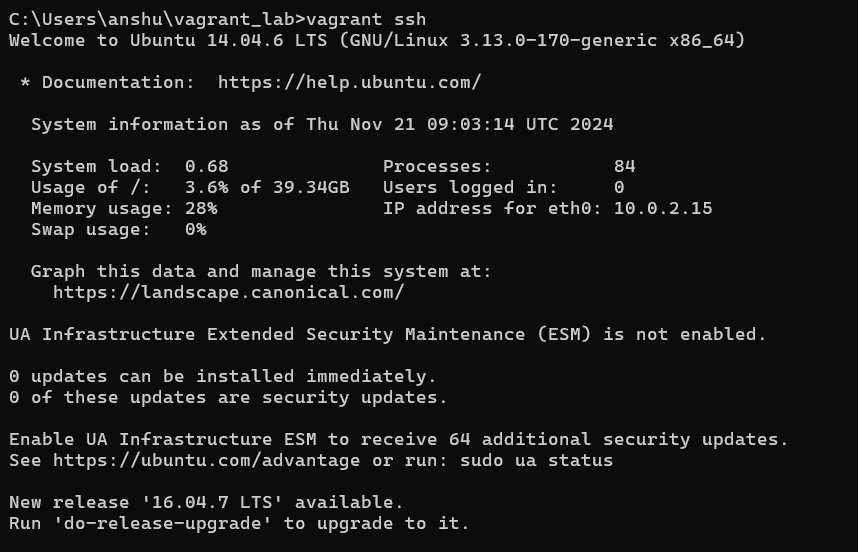 C:\Users\anshu\vagrant_lab>vagrant ssh
Welcome to Ubuntu 14.04.6 LTS (GNU/Linux 3.13.0-170-generic x86_64)
* Documentation:  https://help.ubuntu.com/
System information as of Thu Nov 21 09:03:14 UTC 2024
System load:  0.68              Processes:           84
Usage of /:   3.6% of 39.34GB   Users logged in:     0
Memory usage: 28%               IP address for eth0: 10.0.2.15
Swap usage:   0%
Graph this data and manage this system at:
https://landscape.canonical.com/
UA Infrastructure Extended Security Maintenance (ESM) is not enabled.
0 updates can be installed immediately.
0 of these updates are security updates.
Enable UA Infrastructure ESM to receive 64 additional security updates.
See https://ubuntu.com/advantage or run: sudo ua status
New release '16.04.7 LTS' available.
Run 'do-release-upgrade' to upgrade to it.